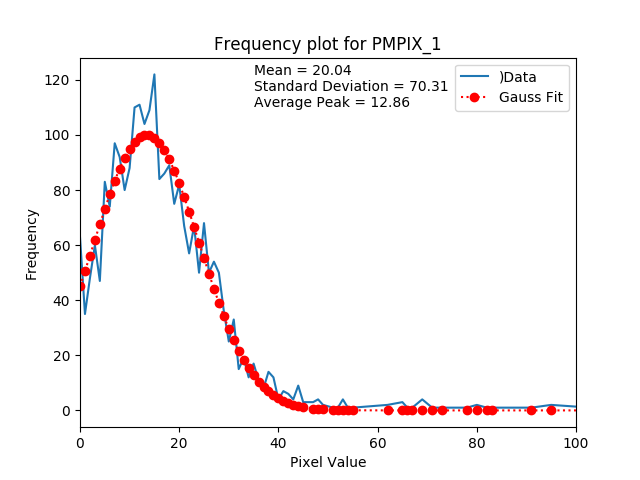 Frequency plot for PMPIX_1
Mean = 20.04
Standard Deviation = 70.31
Average Peak = 12.86
)Data
Gauss Fit
Frequency
120
100
80
60
40
20
0
0 20 40 60 80 100
Pixel Value